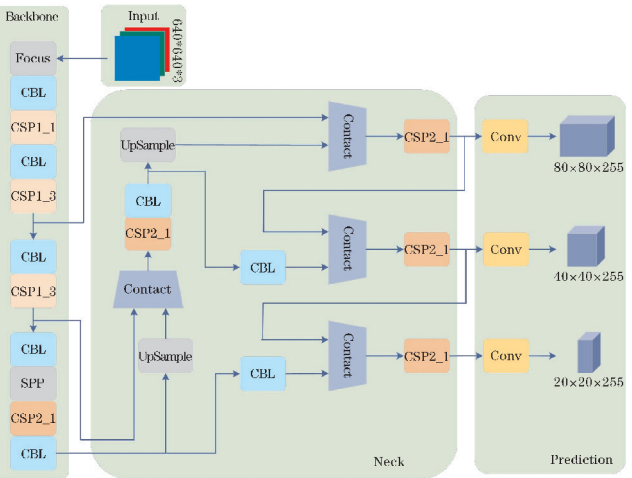 Backbone
Focus
CBL
CSP1_1
CBL
CSP1_3
CBL
CSP1_3
CBL
SPP
CSP2_1
CBL
Input
640*640*3
UpSample
CBL
CSP2_1
Contact
UpSample
CBL
CBL
Contact
Contact
Contact
CSP2_1
CSP2_1
CSP2_1
Neck
Conv
80×80×255
Conv
40×40×255
Conv
20×20×255
Prediction